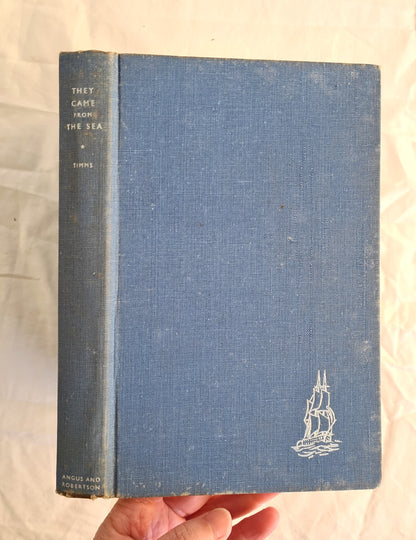 THEY
CAME
FROM
THE SEA
TIMMS
ANGUS AND
ROBERTSON